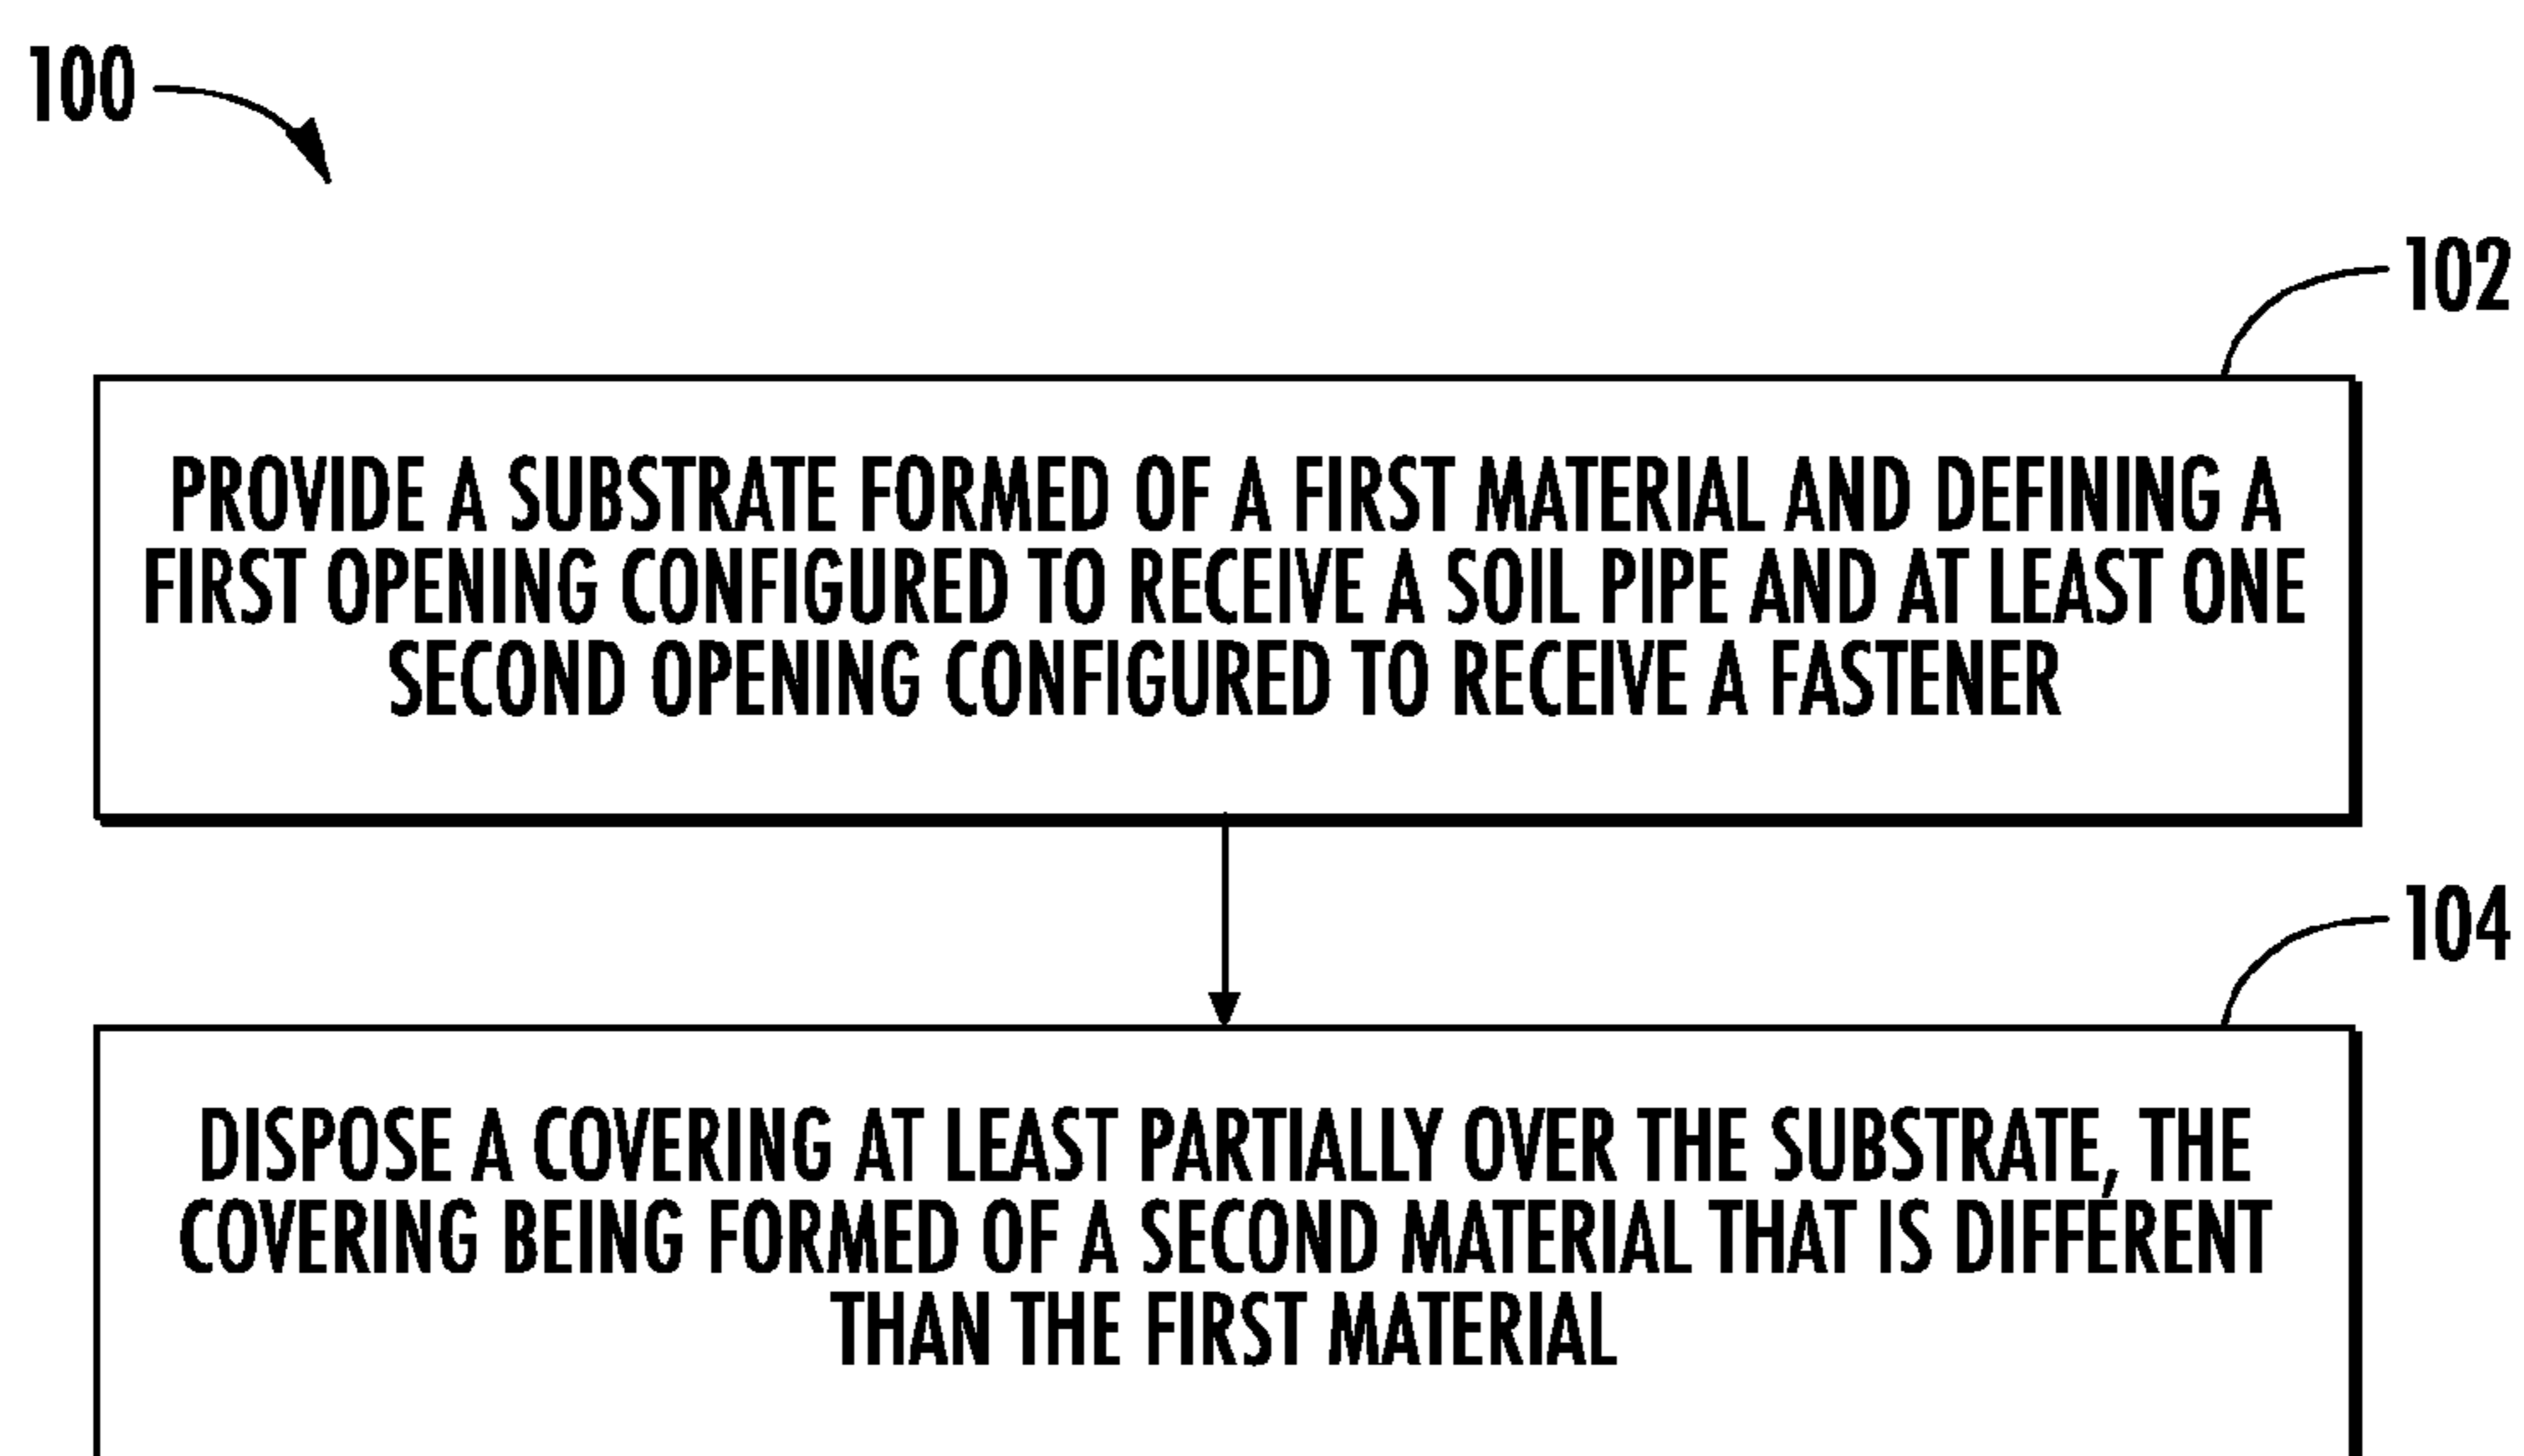 100
102
PROVIDE A SUBSTRATE FORMED OF A FIRST MATERIAL AND DEFINING A
FIRST OPENING CONFIGURED TO RECEIVE A SOIL PIPE AND AT LEAST ONE
SECOND OPENING CONFIGURED TO RECEIVE A FASTENER
104
DISPOSE A COVERING AT LEAST PARTIALLY OVER THE SUBSTRATE, THE
COVERING BEING FORMED OF A SECOND MATERIAL THAT IS DIFFERENT
THAN THE FIRST MATERIAL